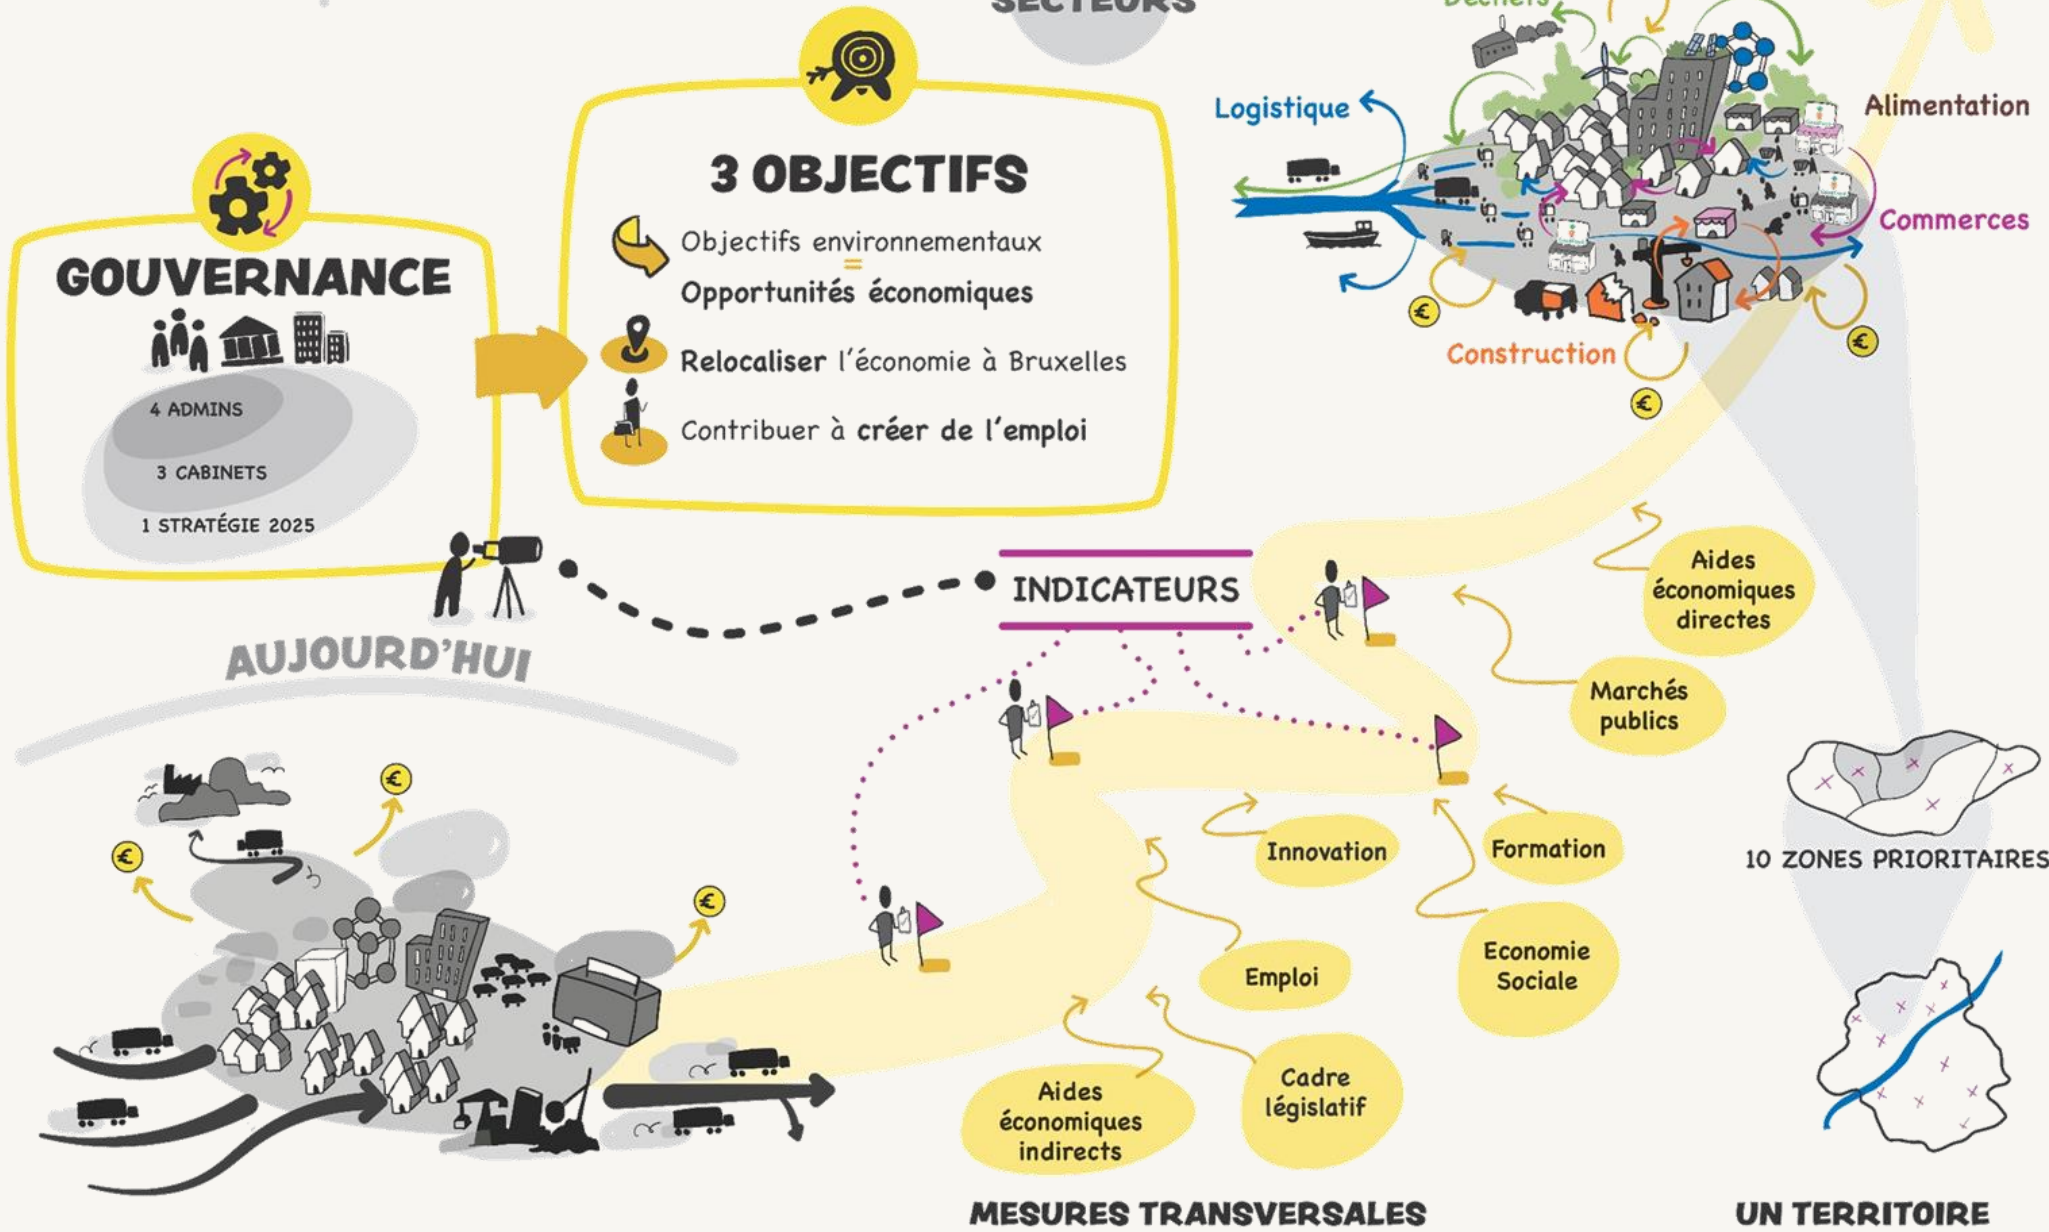 SECTEURS
Déchets
Logistique
Alimentation
Commerces
Construction
€
€
€
3 OBJECTIFS
Objectifs environnementaux
=
Opportunités économiques
Relocaliser l'économie à Bruxelles
Contribuer à créer de l'emploi
GOUVERNANCE
4 ADMINS
3 CABINETS
1 STRATÉGIE 2025
INDICATEURS
AUJOURD'HUI
€
€
€
Aides
économiques
directes
Marchés
publics
Innovation
Formation
Emploi
Economie
Sociale
Aides
économiques
indirects
Cadre
législatif
10 ZONES PRIORITAIRES
MESURES TRANSVERSALES
UN TERRITOIRE